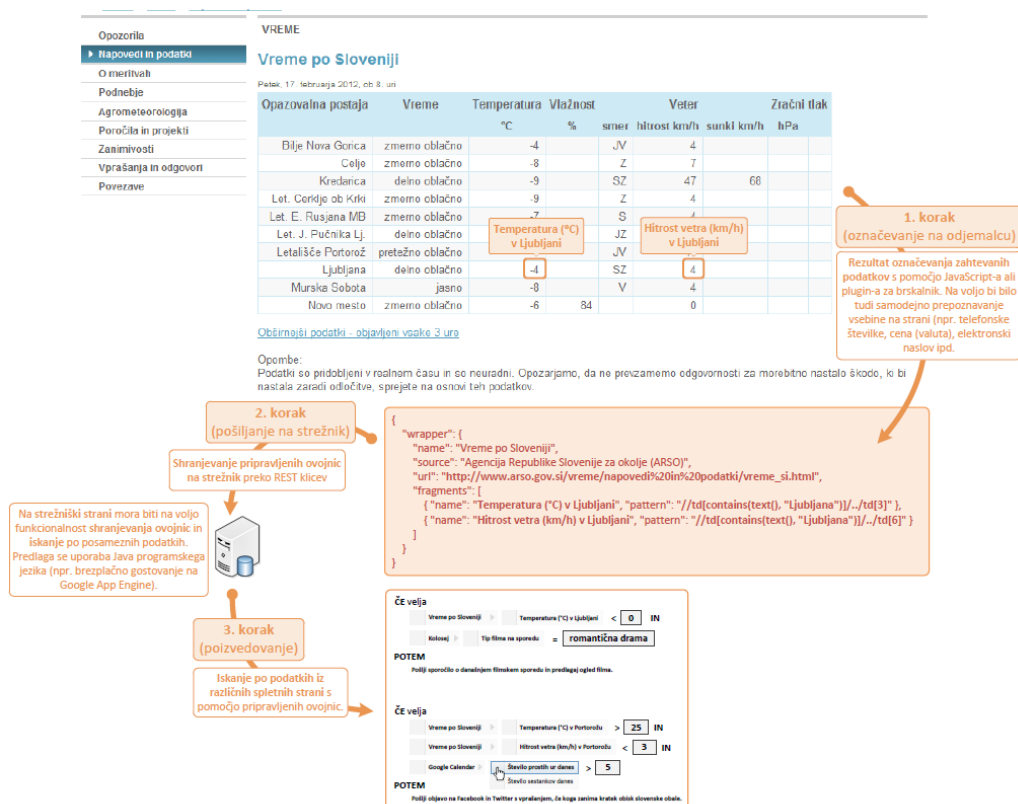 Opozorila
Napovedi in podatki
O meritvah
Podnebje
Agrometeorologija
Poročila in projekti
Zanimivosti
Vprašanja in odgovori
Povezave
VREME
Vreme po Sloveniji
Petek, 17. februarja 2012, ob 8. uri
Opazovalna postaja Vreme Temperatura Vlažnost Veter Zračni tlak
°C % smer hitrost km/h sunki km/h hPa
Bilje Nova Gorica zmerno oblačno -4 JV 4
Celje zmerno oblačno -8 Z 7
Kredarica delno oblačno -9 SZ 47 68
Let. Cerklje ob Krki zmerno oblačno -9 Z 4
Let. E. Rusjana MB zmerno oblačno -7 S 4
Let. J. Pučnika Lj. delno oblačno JZ
Letališče Portorož pretežno oblačno JV
Ljubljana delno oblačno -4 SZ 4
Murska Sobota jasno -8 V 4
Novo mesto zmerno oblačno -6 84 0
Temperatura (°C)
v Ljubljani
Hitrost vetra (km/h)
v Ljubljani
Obširnejši podatki - objavljeni vsake 3 ure
Opombe:
Podatki so pridobljeni v realnem času in so neuradni. Opozarjamo, da ne prevzamemo odgovornosti za morebitno nastalo škodo, ki bi
nastala zaradi odločitve, sprejete na osnovi teh podatkov.
1. korak
(označevanje na odjemalcu)
Rezultat označevanja zahtevanih
podatkov s pomočjo JavaScript-a ali
plugin-a za brskalnik. Na voljo bi bilo
tudi samodejno prepoznavanje
vsebine na strani (npr. telefonske
številke, cena (valuta), elektronski
naslov ipd.
2. korak
(pošiljanje na strežnik)
Shranjevanje pripravljenih ovojnic
na strežnik preko REST klicev
Na strežniški strani mora biti na voljo
funkcionalnost shranjevanja ovojnic in
iskanje po posameznih podatkih.
Predlaga se uporaba Java programskega
jezika (npr. brezplačno gostovanje na
Google App Engine).
{
"wrapper": {
"name": "Vreme po Sloveniji",
"source": "Agencija Republike Slovenije za okolje (ARSO)",
"url": "http://www.arso.gov.si/vreme/napovedi%20in%20podatki/vreme_si.html",
"fragments": [
{ "name": "Temperatura (°C) v Ljubljani", "pattern": "//td[contains(text(), "Ljubljana")]/../td[3]" },
{ "name": "Hitrost vetra (km/h) v Ljubljani", "pattern": "//td[contains(text(), "Ljubljana")]/../td[6]" }
]
}
}
3. korak
(poizvedovanje)
Iskanje po podatkih iz
različnih spletnih strani s
pomočjo pripravljenih ovojnic.
ČE velja
Vreme po Sloveniji Temperatura (°C) v Ljubljani < 0 IN
Kolosej Tip filma na sporedu = romantična drama
POTEM
Pošlji sporočilo o današnjem filmskem sporedu in predlagaj ogled filma.
ČE velja
Vreme po Sloveniji Temperatura (°C) v Portorožu > 25 IN
Vreme po Sloveniji Hitrost vetra (km/h) v Portorožu < 3 IN
Google Calendar Število prostih ur danes > 5
Število sestankov danes
POTEM
Pošlji objavo na Facebook in Twitter s vprašanjem, če koga zanima kratek obisk slovenske obale.